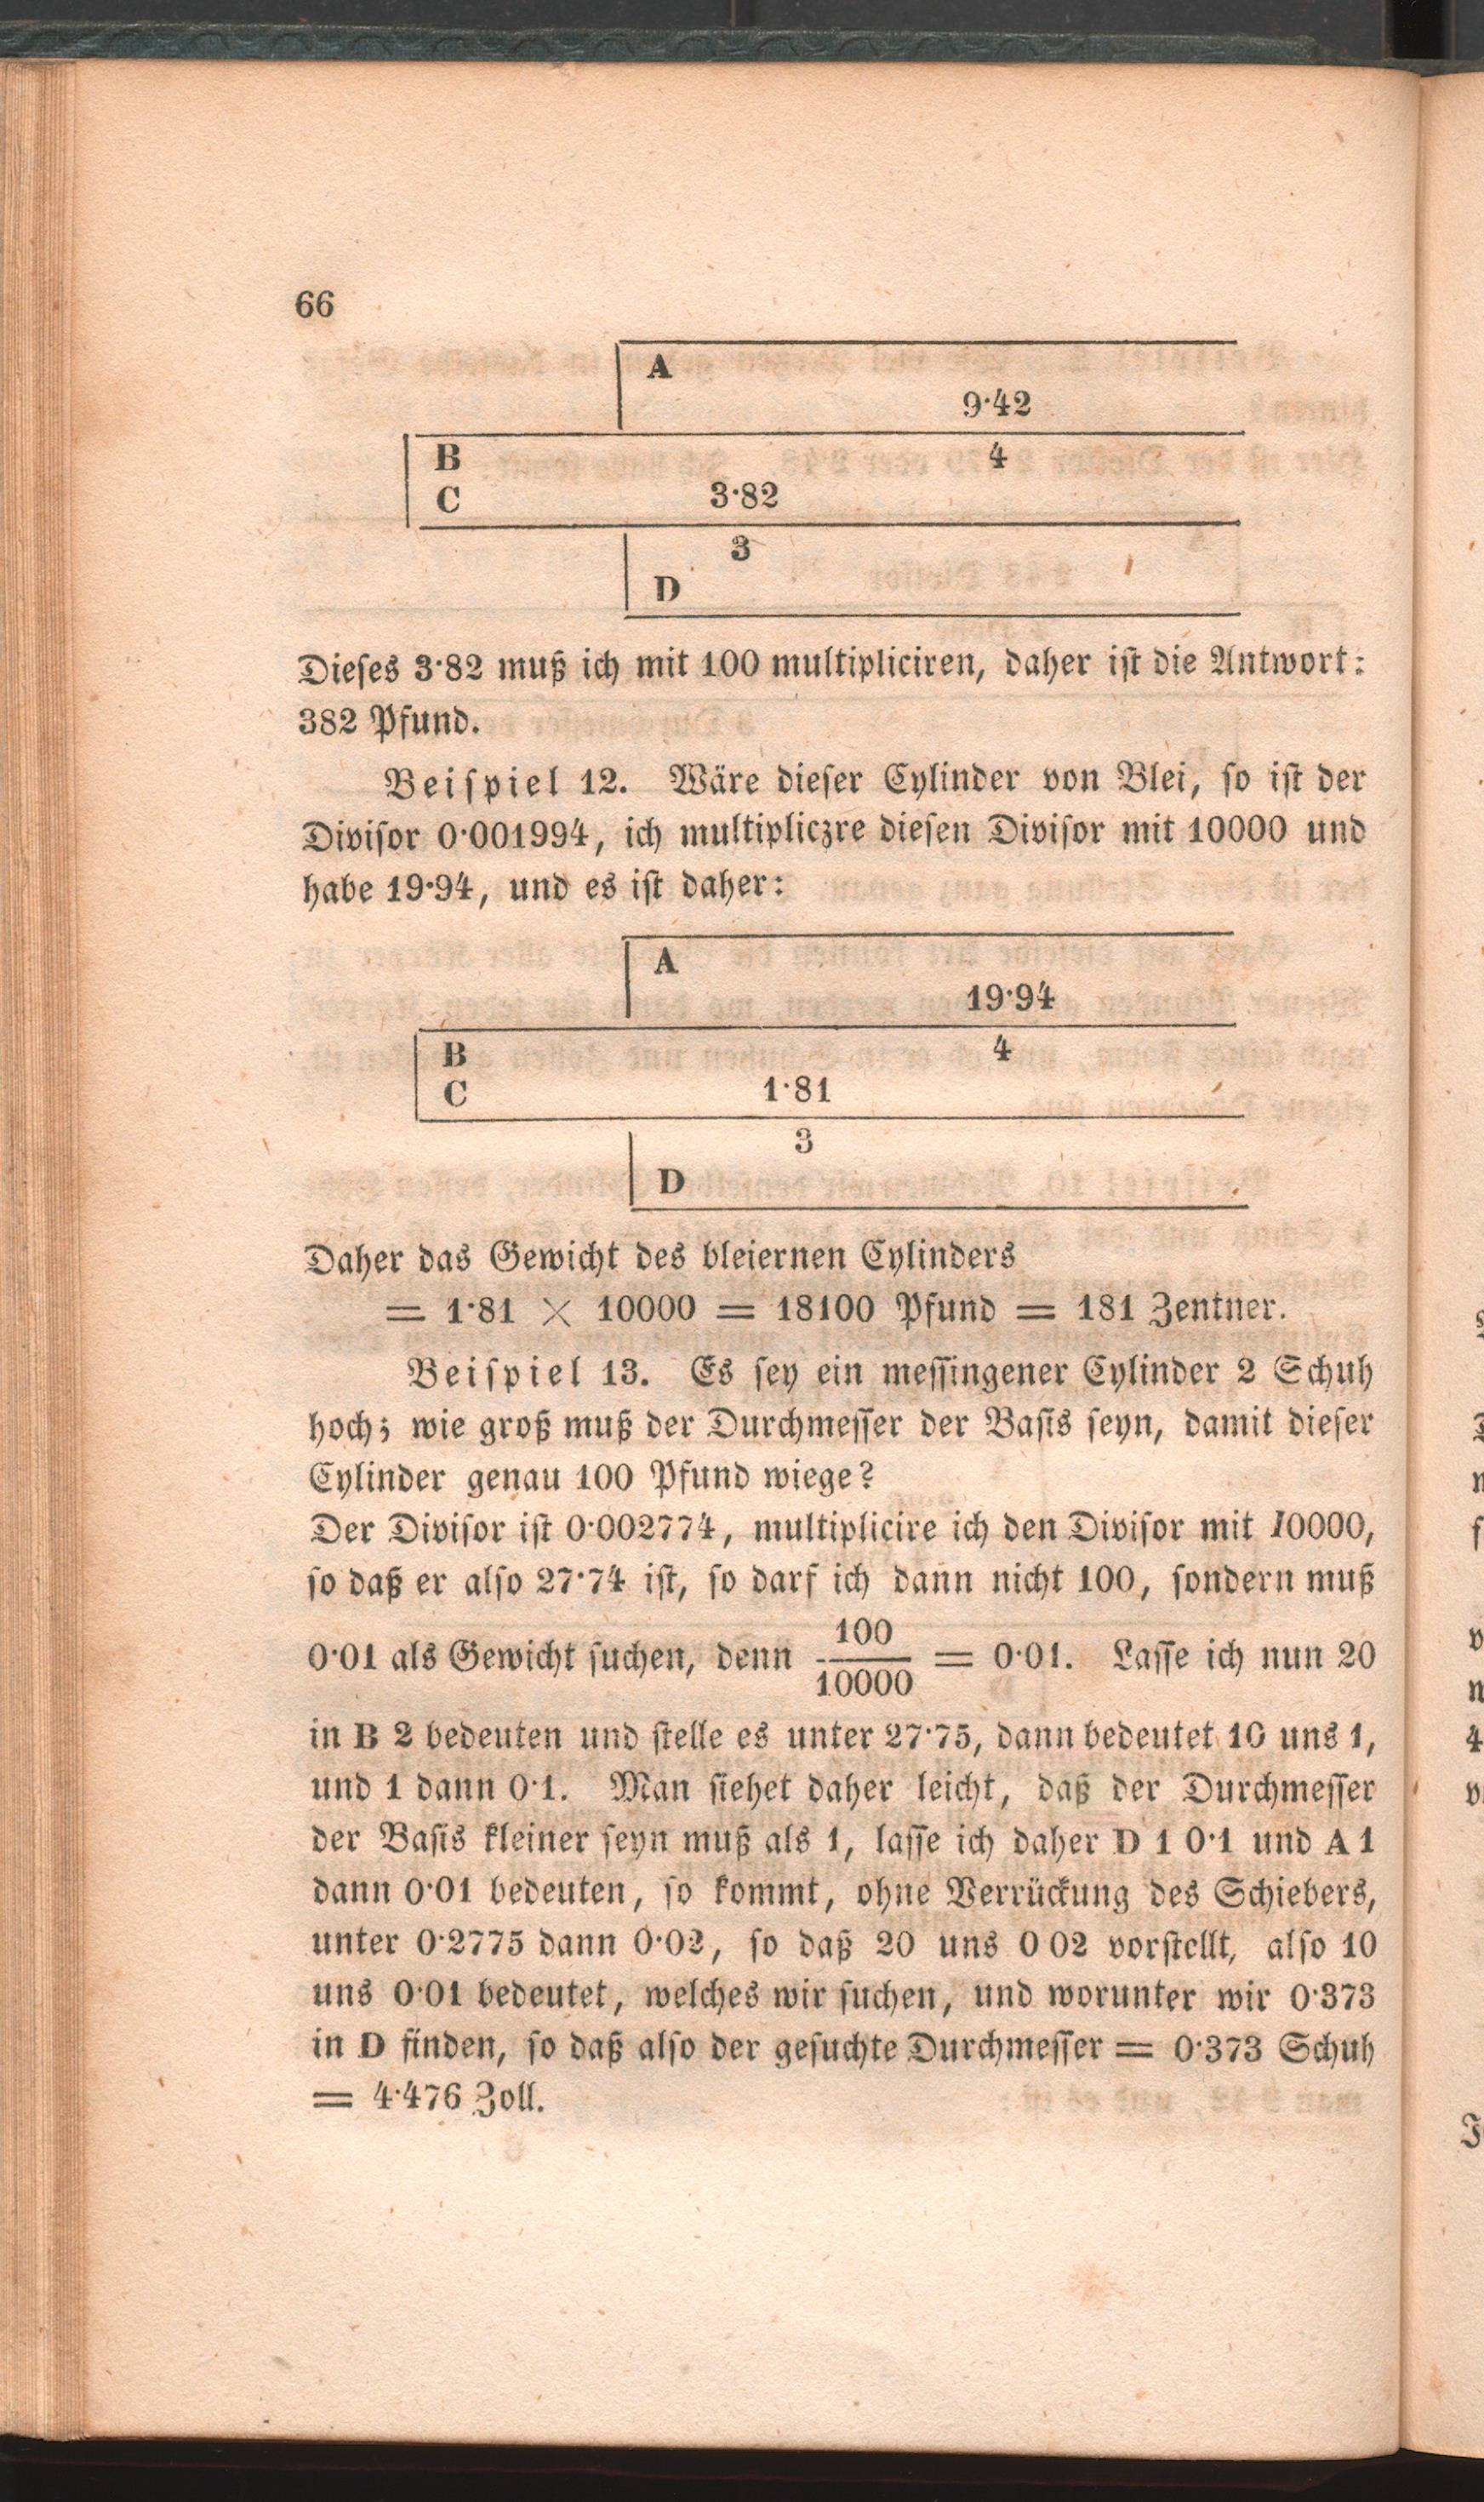 66
A
9·42
B 4
C 3·82
3
D
Dieses 3·82 muß ich mit 100 multipliciren, daher ist die Antwort:
382 Pfund.
Beispiel 12. Wäre dieser Cylinder von Blei, so ist der
Divisor 0·001994, ich multipliczre diesen Divisor mit 10000 und
habe 19·94, und es ist daher:
A
19·94
B 4
C 1·81
3
D
Daher das Gewicht des bleiernen Cylinders
= 1·81 × 10000 = 18100 Pfund = 181 Zentner.
Beispiel 13. Es sey ein messingener Cylinder 2 Schuh
hoch; wie groß muß der Durchmesser der Basis seyn, damit dieser
Cylinder genau 100 Pfund wiege?
Der Divisor ist 0·002774, multiplicire ich den Divisor mit 10000,
so daß er also 27·74 ist, so darf ich dann nicht 100, sondern muß
0·01 als Gewicht suchen, denn 100/10000 = 0·01. Lasse ich nun 20
in B 2 bedeuten und stelle es unter 27·75, dann bedeutet 10 uns 1,
und 1 dann 0·1. Man siehet daher leicht, daß der Durchmesser
der Basis kleiner seyn muß als 1, lasse ich daher D 1 0·1 und A 1
dann 0·01 bedeuten, so kommt, ohne Verrückung des Schiebers,
unter 0·2775 dann 0·02, so daß 20 uns 0 02 vorstellt, also 10
uns 0·01 bedeutet, welches wir suchen, und worunter wir 0·373
in D finden, so daß also der gesuchte Durchmesser = 0·373 Schuh
= 4·476 Zoll.